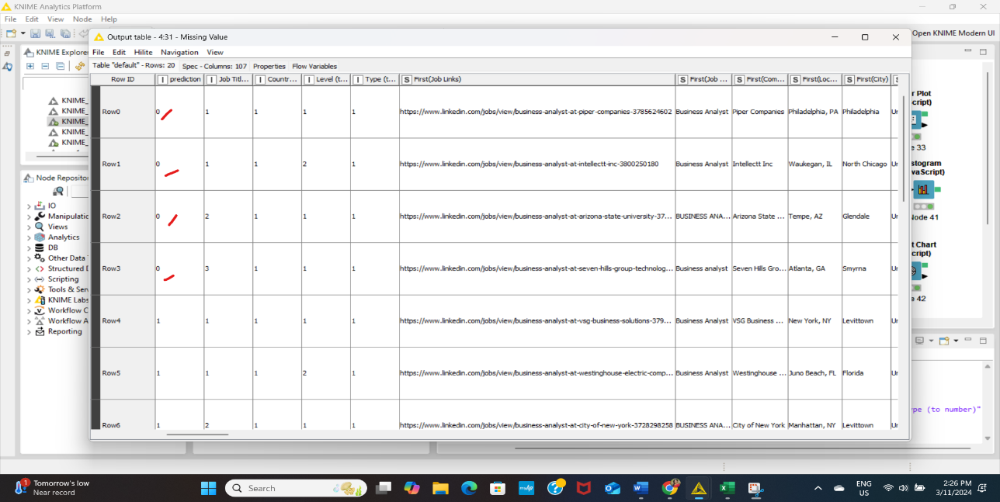 KNIME Analytics Platform
File Edit View Node Help
Open KNIME Modern UI
Output table - 4:31 - Missing Value
File Edit Hilite Navigation View
Table "default" - Rows: 20 Spec - Columns: 107 Properties Flow Variables
Row ID I prediction I Job Titl... I Countr... I Level (t... I Type (t... S First(Job Links) S First(Job ... S First(Com... S First(Loc... S First(City) S
Row0 0 1 1 1 1 https://www.linkedin.com/jobs/view/business-analyst-at-piper-companies-3785624602 Business Analyst Piper Companies Philadelphia, PA Philadelphia Ur
Row1 0 1 1 2 1 https://www.linkedin.com/jobs/view/business-analyst-at-intellectt-inc-3800250180 Business Analyst Intellectt Inc Waukegan, IL North Chicago Ur
Row2 0 2 1 1 1 https://www.linkedin.com/jobs/view/business-analyst-at-arizona-state-university-37... BUSINESS ANA... Arizona State ... Tempe, AZ Glendale Ur
Row3 0 3 1 1 1 https://www.linkedin.com/jobs/view/business-analyst-at-seven-hills-group-technolog... Business analyst Seven Hills Gro... Atlanta, GA Smyrna Ur
Row4 1 1 1 1 1 https://www.linkedin.com/jobs/view/business-analyst-at-vsg-business-solutions-379... Business Analyst VSG Business ... New York, NY Levittown Ur
Row5 1 1 1 2 1 https://www.linkedin.com/jobs/view/business-analyst-at-westinghouse-electric-comp... Business Analyst Westinghouse ... Juno Beach, FL Florida Ur
Row6 1 2 1 1 1 https://www.linkedin.com/jobs/view/business-analyst-at-city-of-new-york-3728298258 BUSINESS ANA... City of New York Manhattan, NY Levittown Ur
KNIME Explore
KNIME_
KNIME_
KNIME_
KNIME_
KNIME_
Node Reposito
IO
Manipulatio
Views
Analytics
DB
Other Data
Structured D
Scripting
Tools & Serv
KNIME Labs
Workflow C
Workflow A
Reporting
r Plot
Script)
e 33
stogram
vaScript)
Node 41
t Chart
cript)
e 42
pe (to number)"
1
Tomorrow's low
Near record
Search
myhp
ENG
US
2:26 PM
3/11/2024